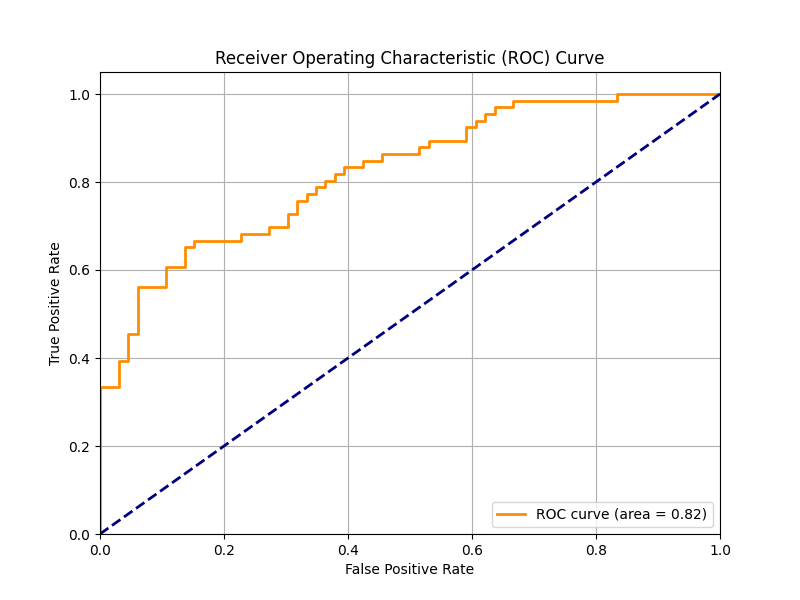 Receiver Operating Characteristic (ROC) Curve
True Positive Rate
1.0
0.8
0.6
0.4
0.2
0.0
0.0 0.2 0.4 0.6 0.8 1.0
False Positive Rate
ROC curve (area = 0.82)